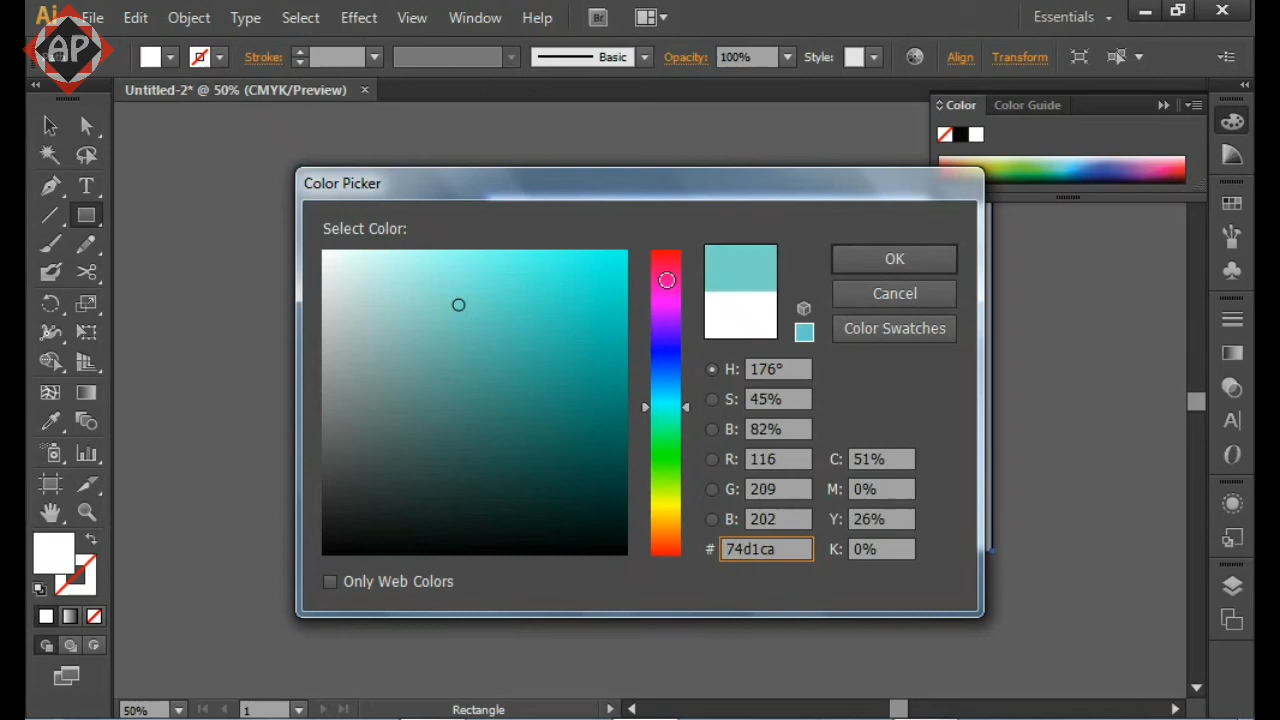 Ai File Edit Object Type Select Effect View Window Help Br Essentials
AP
Stroke: Basic Opacity: 100% Style: Align Transform
Untitled-2* @ 50% (CMYK/Preview) ×
Color Color Guide
Color Picker
Select Color:
OK
Cancel
Color Swatches
H: 176°
S: 45%
B: 82%
R: 116 C: 51%
G: 209 M: 0%
B: 202 Y: 26%
# 74d1ca K: 0%
Only Web Colors
50% 1 Rectangle